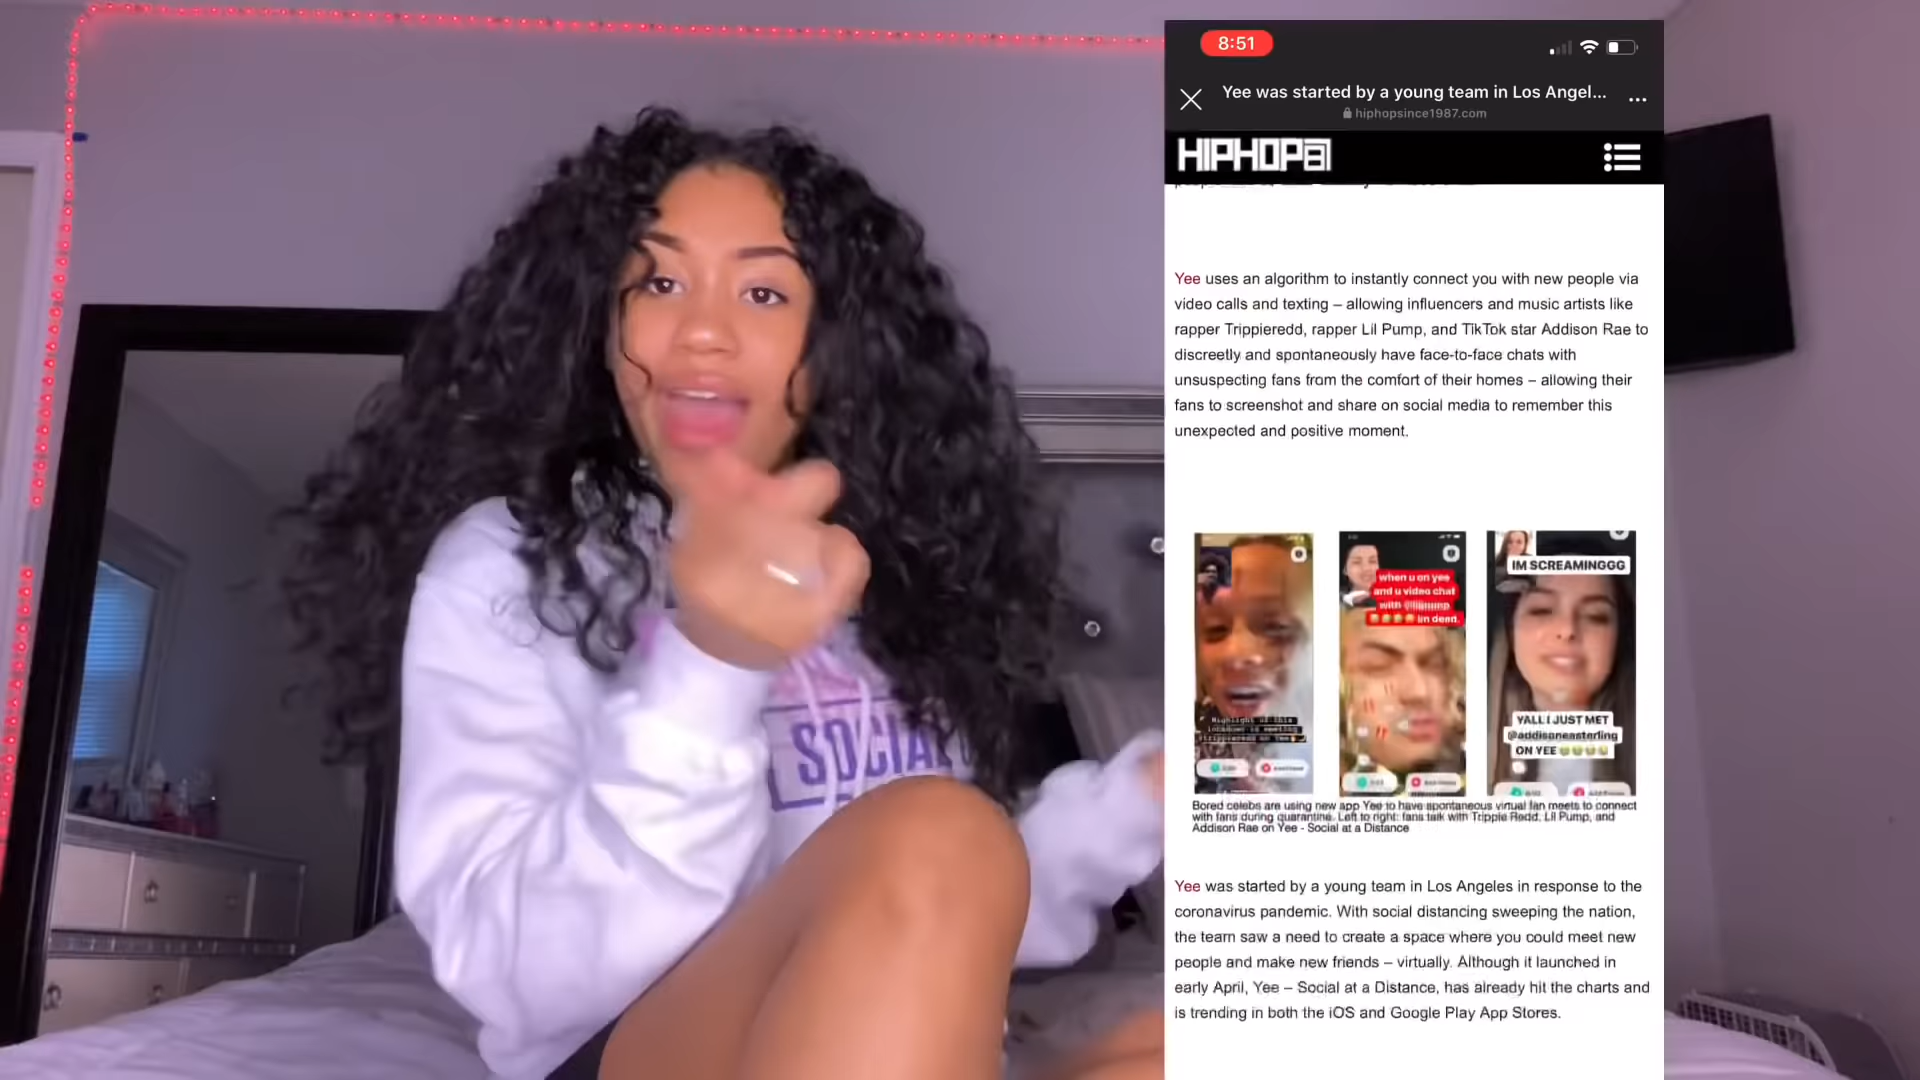 8:51
Yee was started by a young team in Los Angel...
hiphopsince1987.com
HIPHOP
Yee uses an algorithm to instantly connect you with new people via
video calls and texting – allowing influencers and music artists like
rapper Trippieredd, rapper Lil Pump, and TikTok star Addison Rae to
discreetly and spontaneously have face-to-face chats with
unsuspecting fans from the comfort of their homes – allowing their
fans to screenshot and share on social media to remember this
unexpected and positive moment.
when u on yee
and u video chat
with @lilpump
im dead.
IM SCREAMINGGG
YALL I JUST MET
@addisoneasterling
ON YEE
Highlight of this
lockdown is meeting
on Yee
Bored celebs are using new app Yee to have spontaneous virtual fan meets to connect
with fans during quarantine. Left to right: fans talk with Trippie Redd, Lil Pump, and
Addison Rae on Yee - Social at a Distance
Yee was started by a young team in Los Angeles in response to the
coronavirus pandemic. With social distancing sweeping the nation,
the team saw a need to create a space where you could meet new
people and make new friends – virtually. Although it launched in
early April, Yee – Social at a Distance, has already hit the charts and
is trending in both the iOS and Google Play App Stores.
SOCIAL